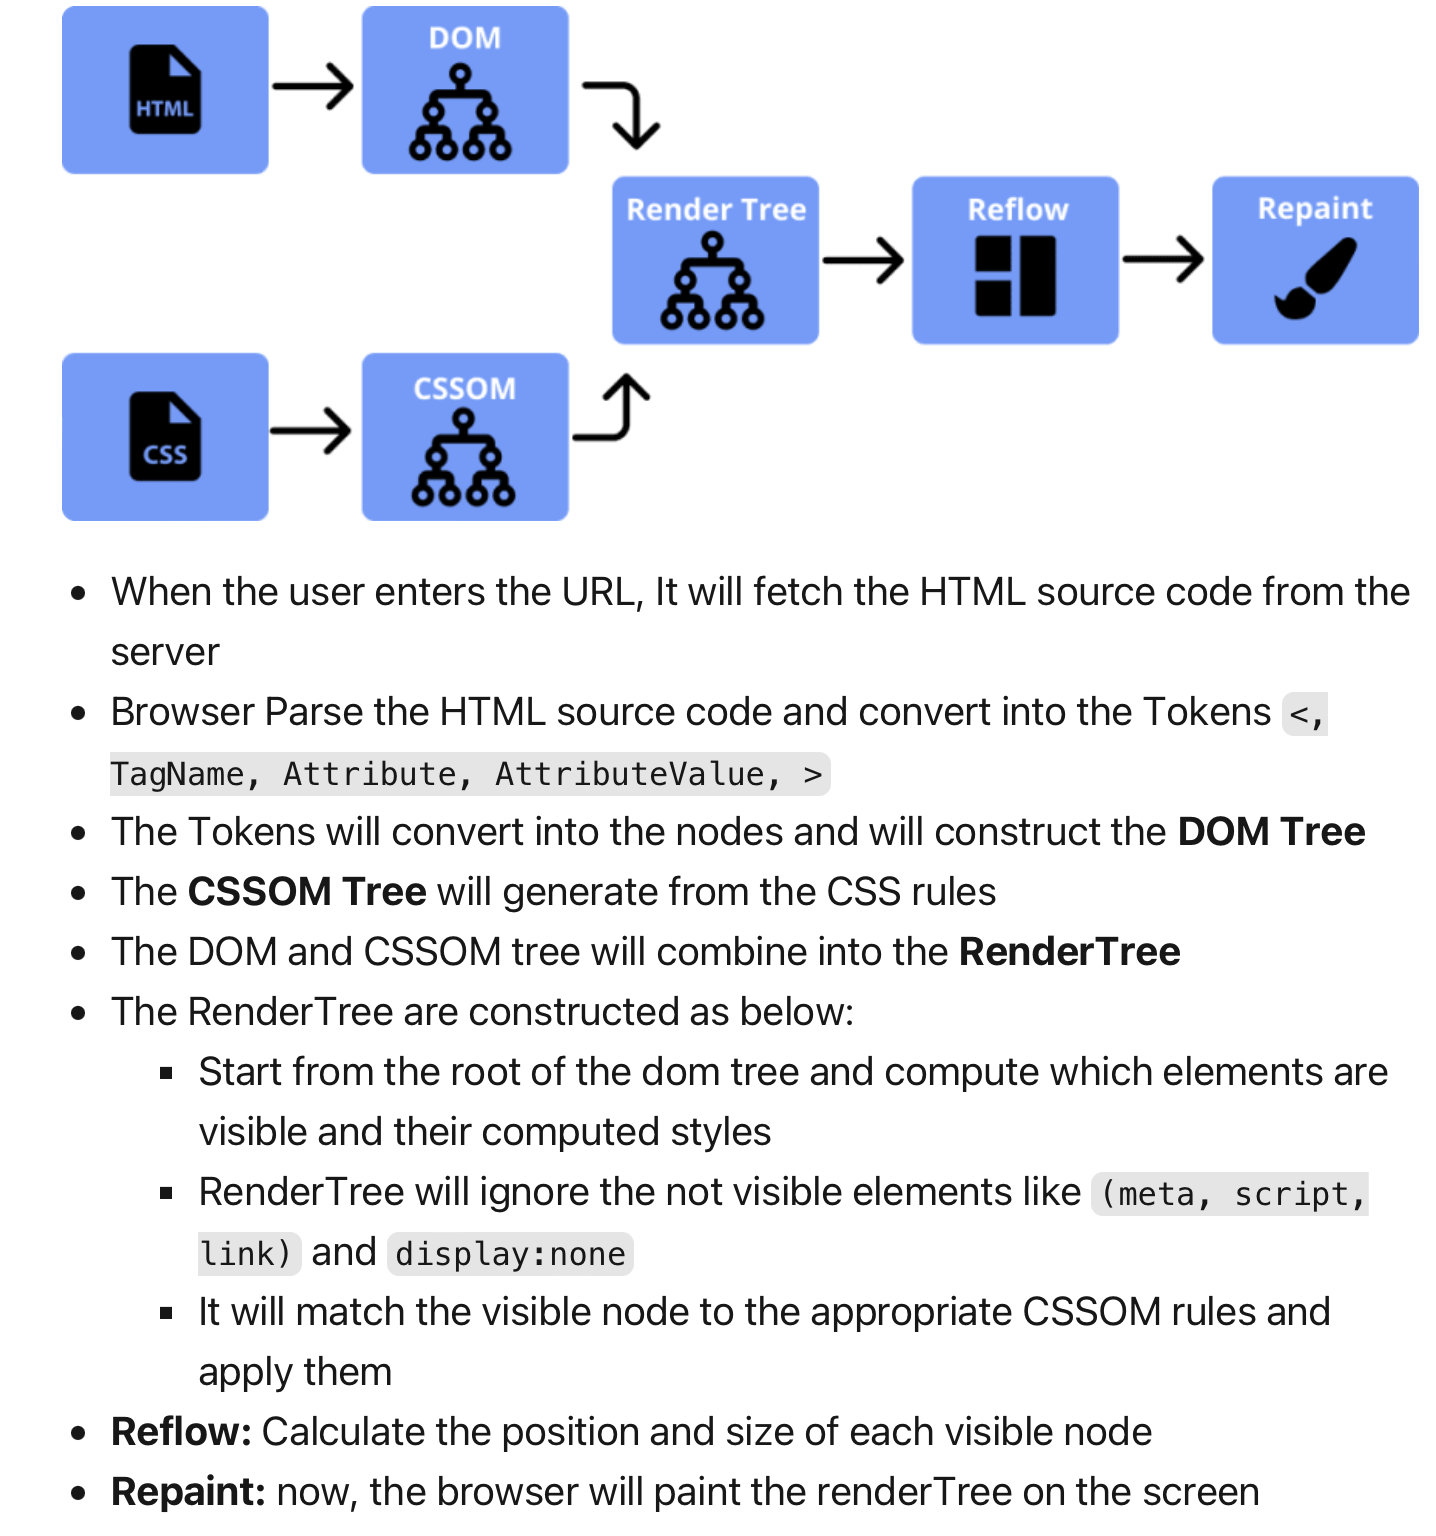 DOM
HTML
Render Tree
Reflow
Repaint
CSSOM
CSS
• When the user enters the URL, It will fetch the HTML source code from the
server
• Browser Parse the HTML source code and convert into the Tokens <,
TagName, Attribute, AttributeValue, >
• The Tokens will convert into the nodes and will construct the DOM Tree
• The CSSOM Tree will generate from the CSS rules
• The DOM and CSSOM tree will combine into the RenderTree
• The RenderTree are constructed as below:
▪ Start from the root of the dom tree and compute which elements are
visible and their computed styles
▪ RenderTree will ignore the not visible elements like (meta, script,
link) and display:none
▪ It will match the visible node to the appropriate CSSOM rules and
apply them
• Reflow: Calculate the position and size of each visible node
• Repaint: now, the browser will paint the renderTree on the screen